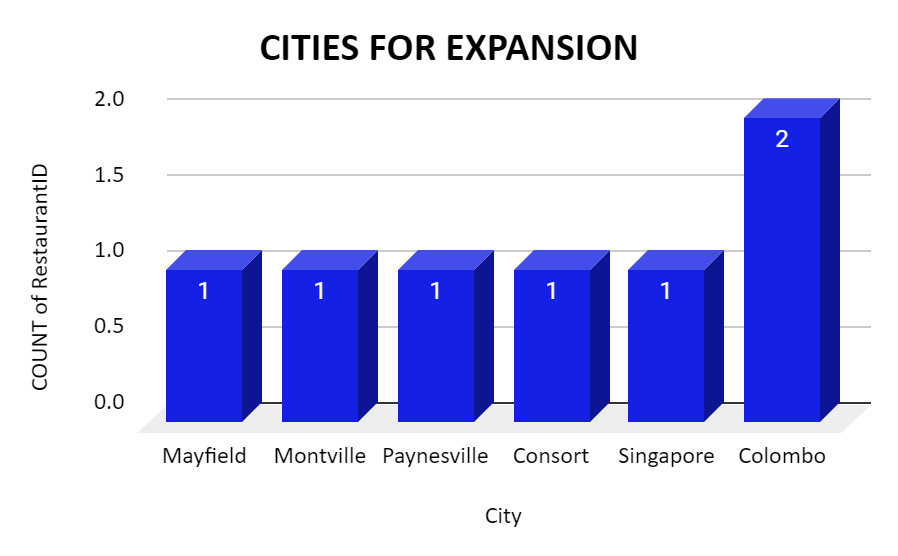 CITIES FOR EXPANSION
COUNT of RestaurantID
2.0
1.5
1.0
0.5
0.0
1 1 1 1 1 2
Mayfield Montville Paynesville Consort Singapore Colombo
City